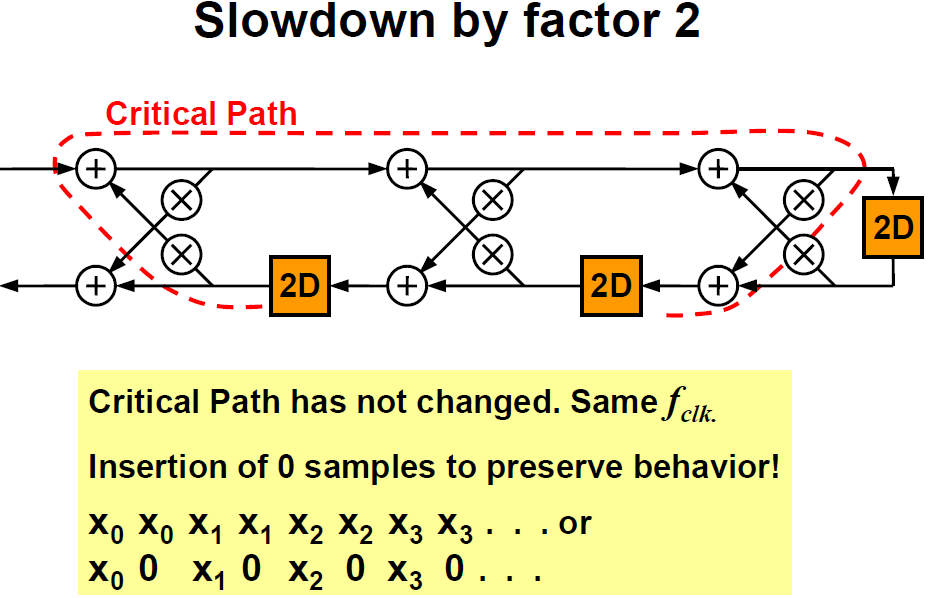 Slowdown by factor 2
Critical Path
+ + +
× × ×
2D
× × ×
+ 2D + 2D +
Critical Path has not changed. Same f_clk.
Insertion of 0 samples to preserve behavior!
x₀ x₀ x₁ x₁ x₂ x₂ x₃ x₃ . . . or
x₀ 0 x₁ 0 x₂ 0 x₃ 0 . . .